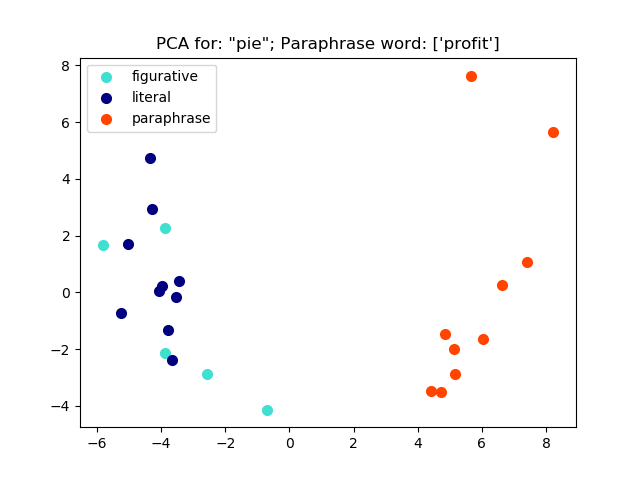 PCA for: "pie"; Paraphrase word: ['profit']
figurative
literal
paraphrase
8
6
4
2
0
−2
−4
−6 −4 −2 0 2 4 6 8